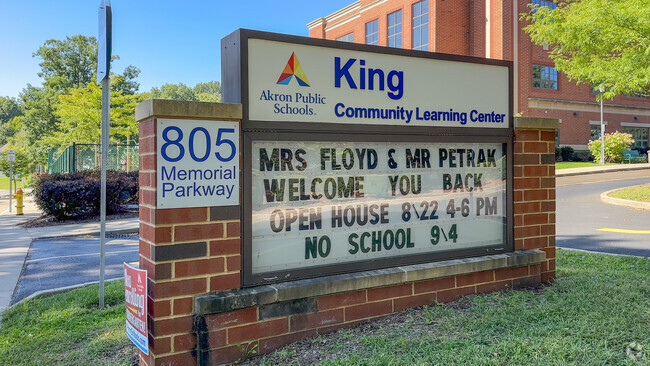 King
Community Learning Center
Akron Public
Schools
805
Memorial
Parkway
MRS FLOYD & MR PETRAK
WELCOME YOU BACK
OPEN HOUSE 8\22 4-6 PM
NO SCHOOL 9\4